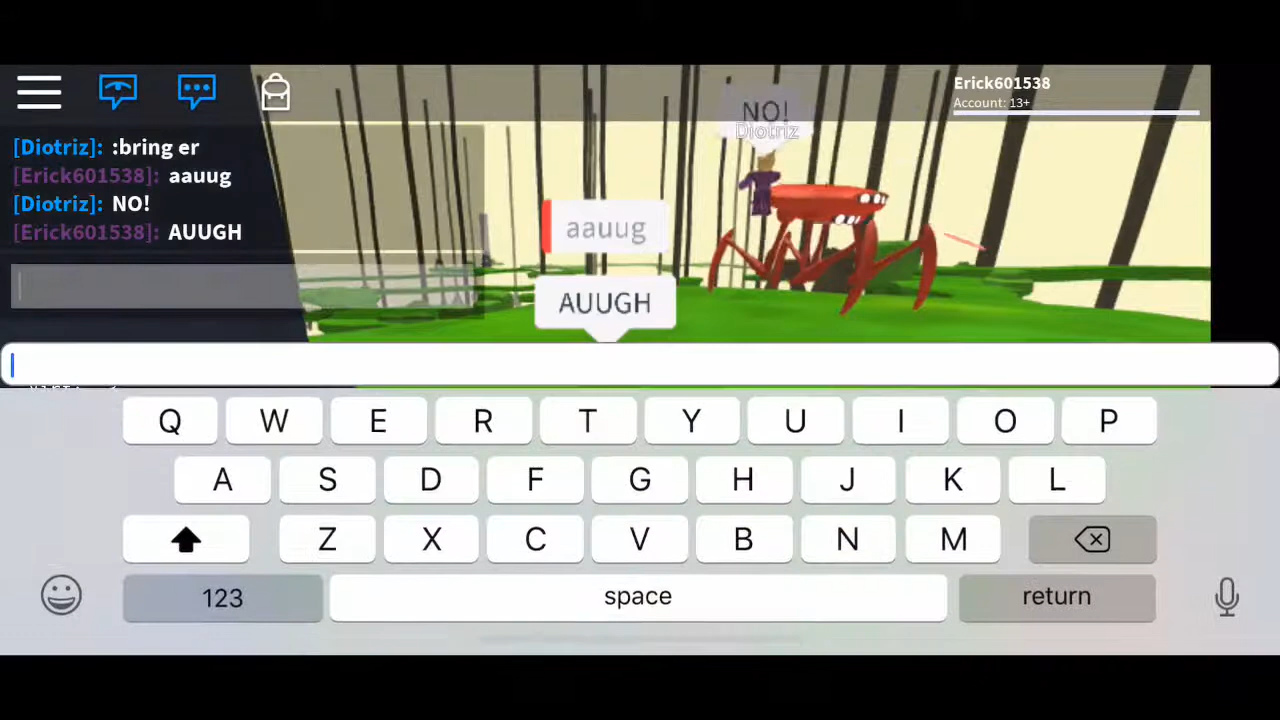 Erick601538
Account: 13+
[Diotriz]: :bring er
[Erick601538]: aauug
[Diotriz]: NO!
[Erick601538]: AUUGH
NO!
Diotriz
aauug
AUUGH
Q W E R T Y U I O P
A S D F G H J K L
Z X C V B N M
123 space return